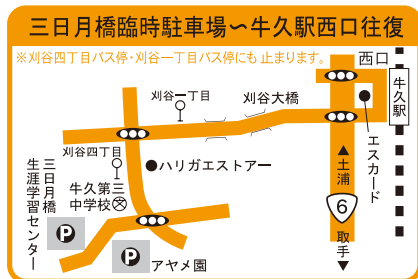 三日月橋臨時駐車場〜牛久駅西口往復
※刈谷四丁目バス停・刈谷一丁目バス停にも 止まります。
西口
牛久駅
刈谷一丁目
刈谷大橋
エスカード
刈谷四丁目
ハリガエストアー
▲土浦
6
取手▼
牛久第三
中学校
文
三日月橋
生涯学習センター
P
P
アヤメ園